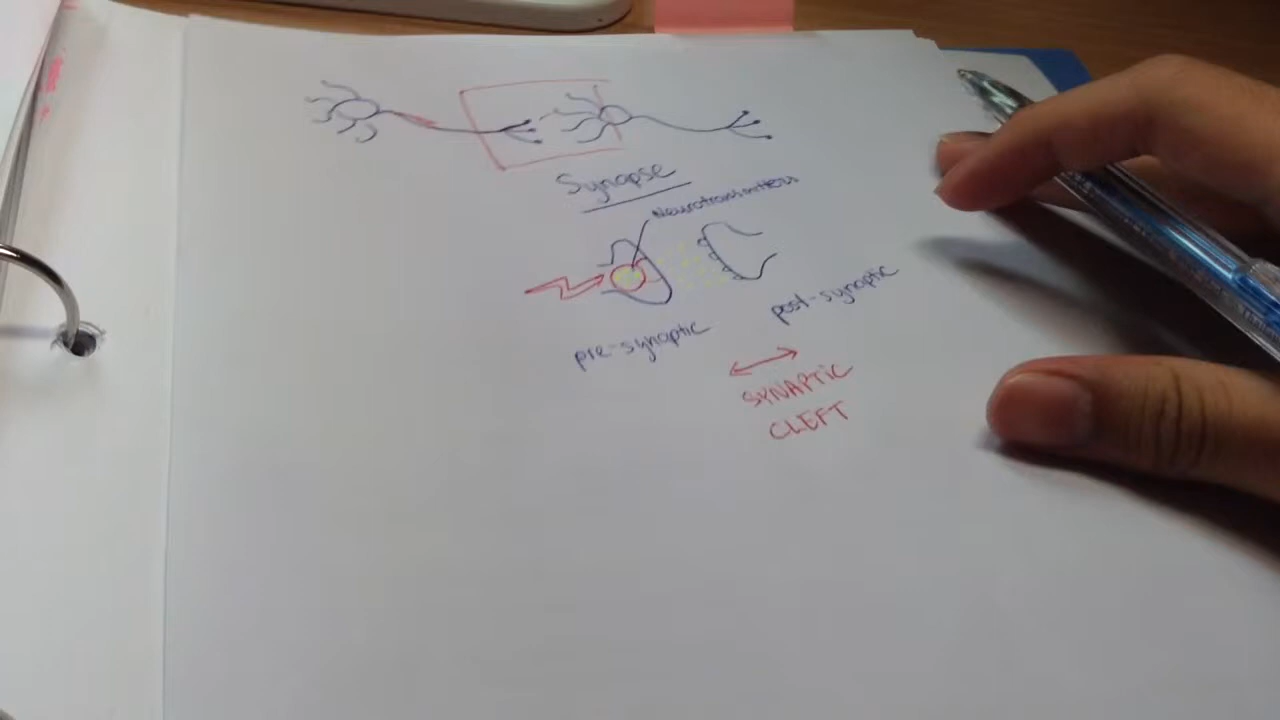 Synapse
Neurotransmitters
pre-synaptic
post-synaptic
SYNAPTIC
CLEFT